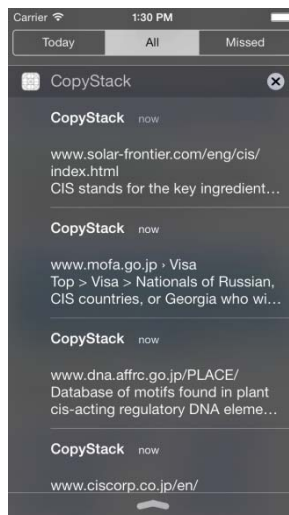 Carrier 1:30 PM
Today All Missed
CopyStack
CopyStack now
www.solar-frontier.com/eng/cis/
index.html
CIS stands for the key ingredient…
CopyStack now
www.mofa.go.jp › Visa
Top > Visa > Nationals of Russian,
CIS countries, or Georgia who wi…
CopyStack now
www.dna.affrc.go.jp/PLACE/
Database of motifs found in plant
cis-acting regulatory DNA eleme…
CopyStack now
www.ciscorp.co.jp/en/